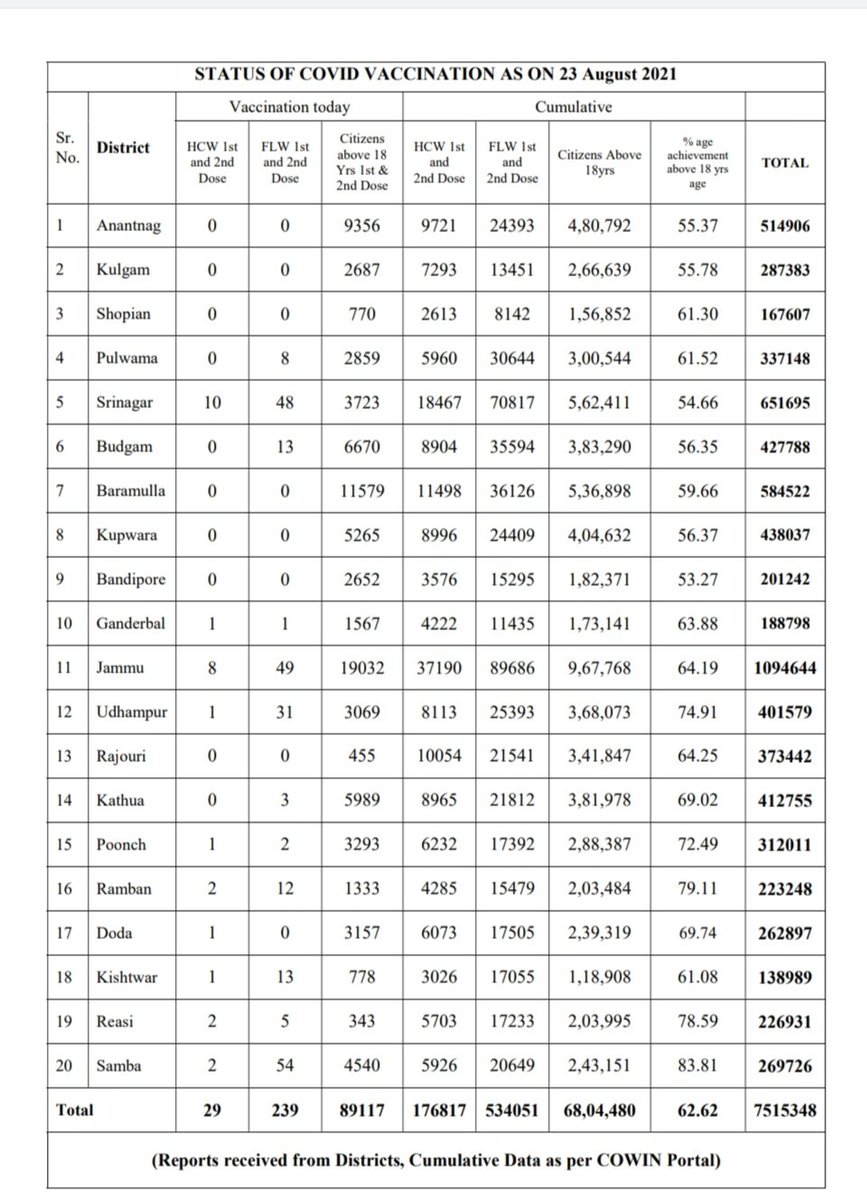 STATUS OF COVID VACCINATION AS ON 23 August 2021
Vaccination today Cumulative
Sr. No. District HCW 1st and 2nd Dose FLW 1st and 2nd Dose Citizens above 18 Yrs 1st & 2nd Dose HCW 1st and 2nd Dose FLW 1st and 2nd Dose Citizens Above 18yrs % age achievement above 18 yrs age TOTAL
1 Anantnag 0 0 9356 9721 24393 4,80,792 55.37 514906
2 Kulgam 0 0 2687 7293 13451 2,66,639 55.78 287383
3 Shopian 0 0 770 2613 8142 1,56,852 61.30 167607
4 Pulwama 0 8 2859 5960 30644 3,00,544 61.52 337148
5 Srinagar 10 48 3723 18467 70817 5,62,411 54.66 651695
6 Budgam 0 13 6670 8904 35594 3,83,290 56.35 427788
7 Baramulla 0 0 11579 11498 36126 5,36,898 59.66 584522
8 Kupwara 0 0 5265 8996 24409 4,04,632 56.37 438037
9 Bandipore 0 0 2652 3576 15295 1,82,371 53.27 201242
10 Ganderbal 1 1 1567 4222 11435 1,73,141 63.88 188798
11 Jammu 8 49 19032 37190 89686 9,67,768 64.19 1094644
12 Udhampur 1 31 3069 8113 25393 3,68,073 74.91 401579
13 Rajouri 0 0 455 10054 21541 3,41,847 64.25 373442
14 Kathua 0 3 5989 8965 21812 3,81,978 69.02 412755
15 Poonch 1 2 3293 6232 17392 2,88,387 72.49 312011
16 Ramban 2 12 1333 4285 15479 2,03,484 79.11 223248
17 Doda 1 0 3157 6073 17505 2,39,319 69.74 262897
18 Kishtwar 1 13 778 3026 17055 1,18,908 61.08 138989
19 Reasi 2 5 343 5703 17233 2,03,995 78.59 226931
20 Samba 2 54 4540 5926 20649 2,43,151 83.81 269726
Total 29 239 89117 176817 534051 68,04,480 62.62 7515348
(Reports received from Districts, Cumulative Data as per COWIN Portal)